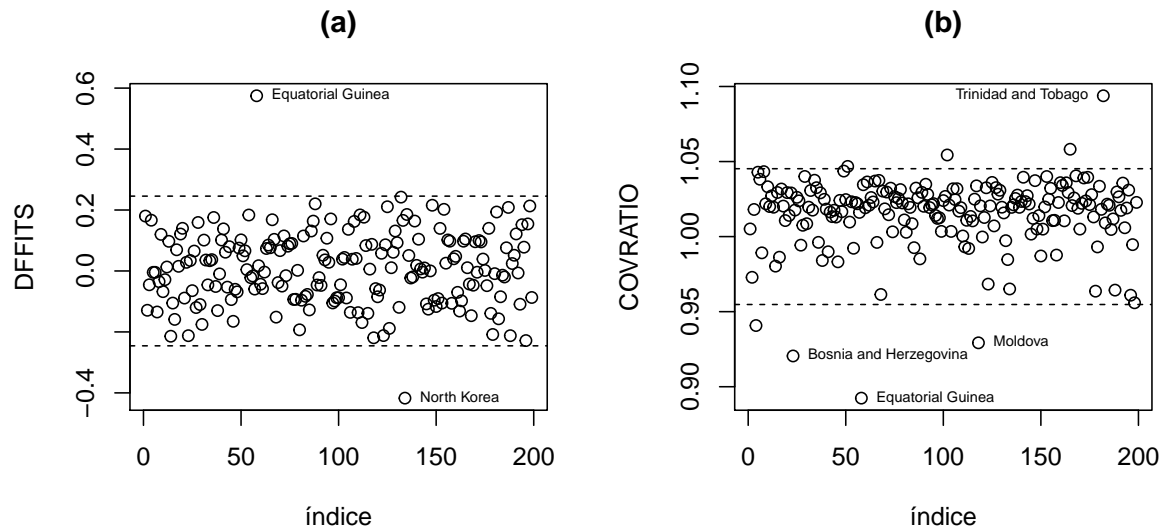 (a)
DFFITS
0.6
0.4
0.2
0.0
−0.4
Equatorial Guinea
North Korea
0 50 100 150 200
índice
(b)
COVRATIO
1.10
1.05
1.00
0.95
0.90
Trinidad and Tobago
Moldova
Bosnia and Herzegovina
Equatorial Guinea
0 50 100 150 200
índice